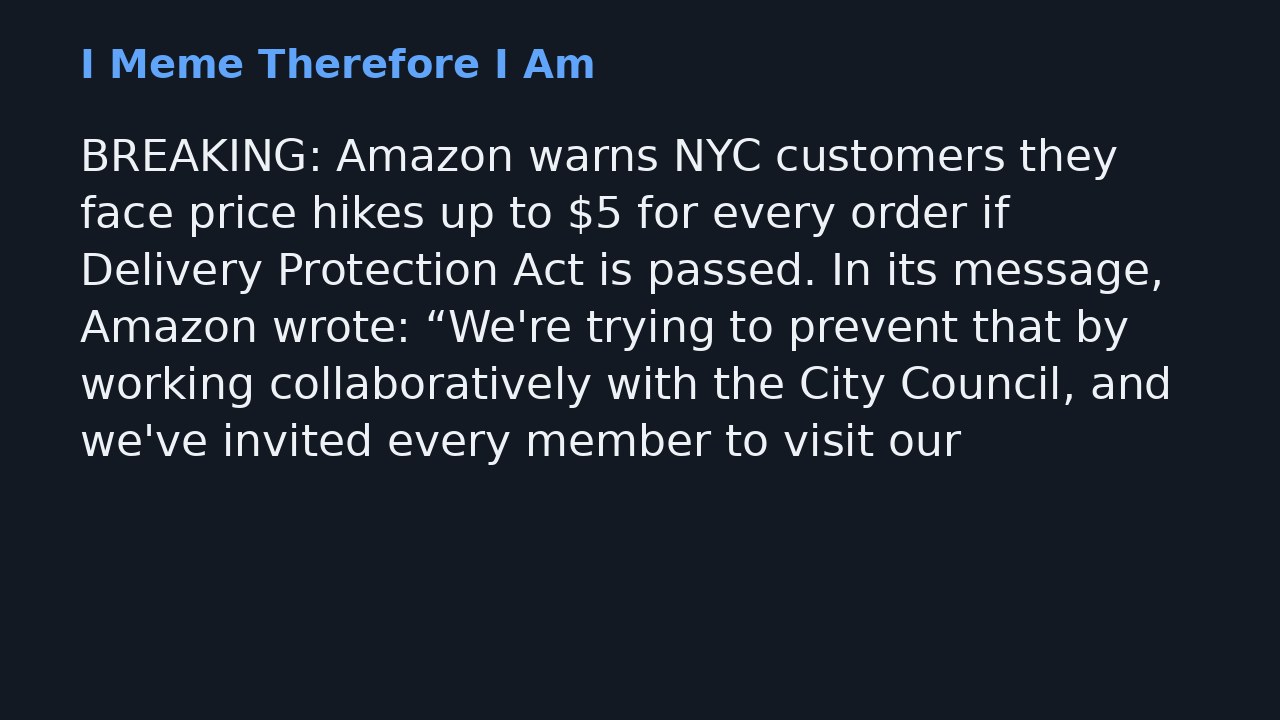 I Meme Therefore I Am
BREAKING: Amazon warns NYC customers they
face price hikes up to $5 for every order if
Delivery Protection Act is passed. In its message,
Amazon wrote: “We're trying to prevent that by
working collaboratively with the City Council, and
we've invited every member to visit our